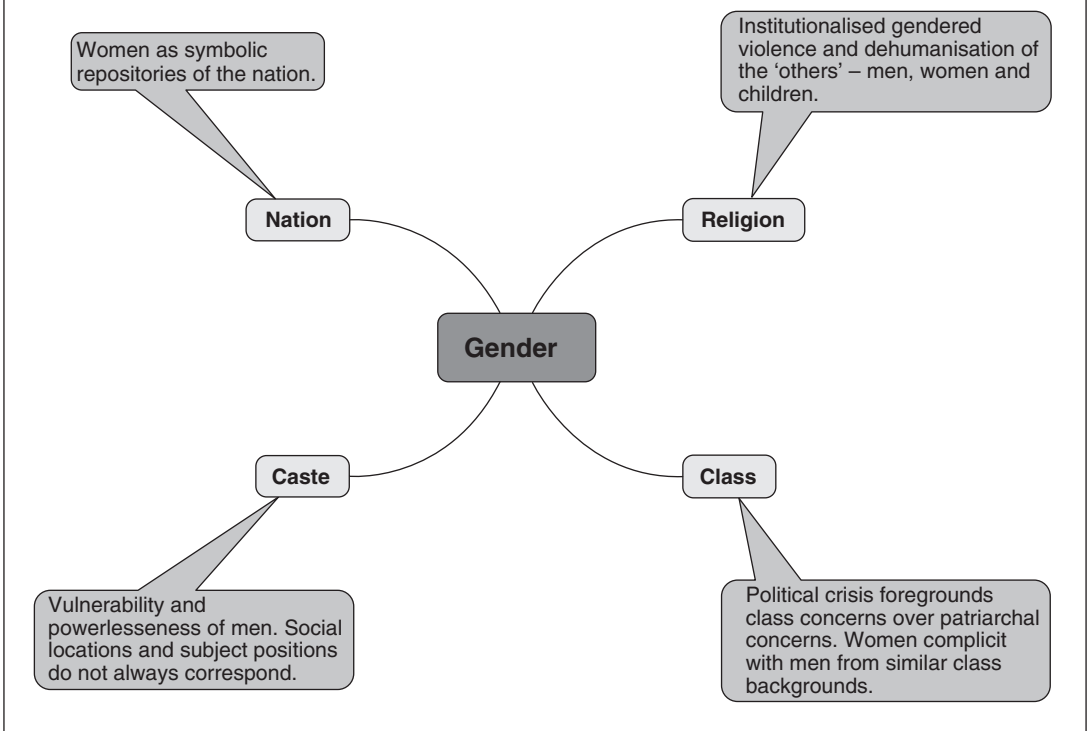 Women as symbolic
repositories of the nation.
Institutionalised gendered
violence and dehumanisation of
the ‘others’ – men, women and
children.
Nation
Religion
Gender
Caste
Class
Vulnerability and
powerlesseness of men. Social
locations and subject positions
do not always correspond.
Political crisis foregrounds
class concerns over patriarchal
concerns. Women complicit
with men from similar class
backgrounds.